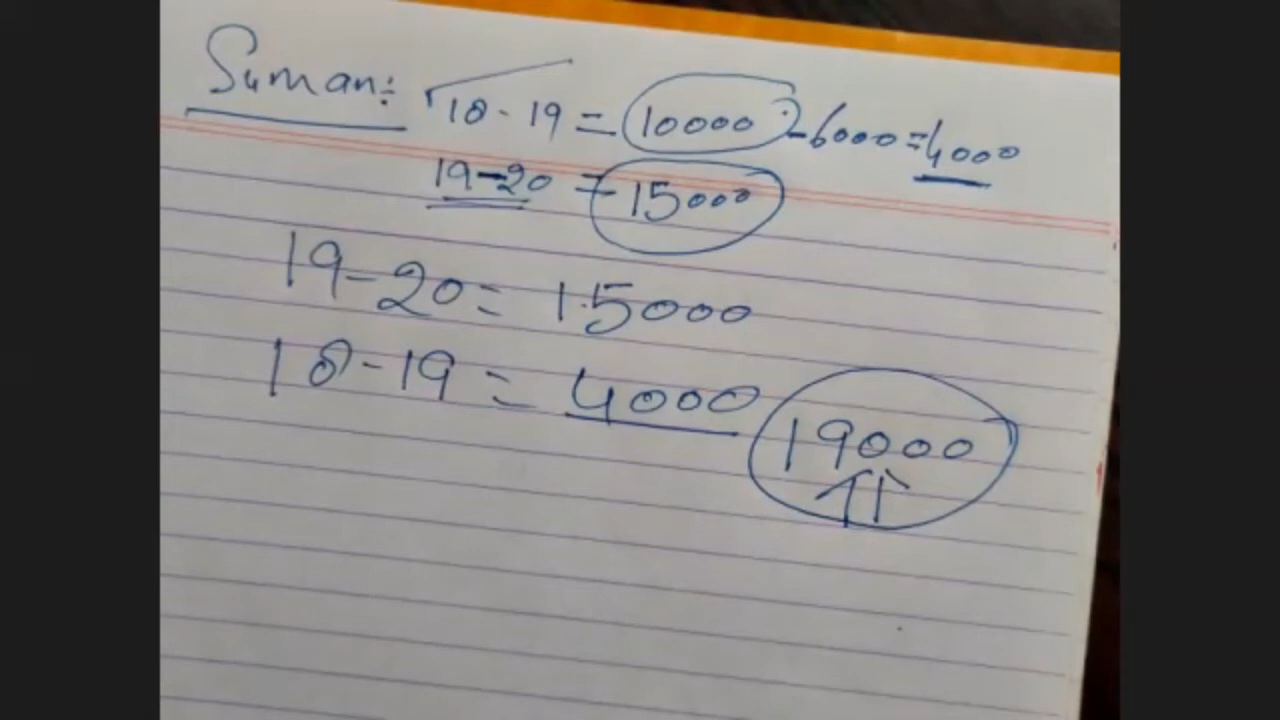 Suman:- 18-19 = 10000 - 6000 = 4000
19-20 = 15000
19-20 = 15000
18-19 = 4000
19000